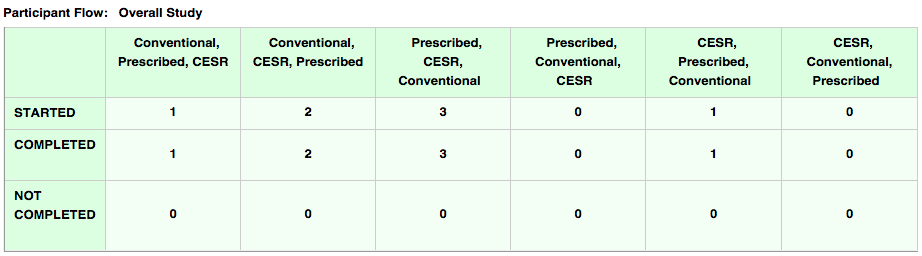 Participant Flow: Overall Study
Conventional, Prescribed, CESR
Conventional, CESR, Prescribed
Prescribed, CESR, Conventional
Prescribed, Conventional, CESR
CESR, Prescribed, Conventional
CESR, Conventional, Prescribed
STARTED 1 2 3 0 1 0
COMPLETED 1 2 3 0 1 0
NOT COMPLETED 0 0 0 0 0 0